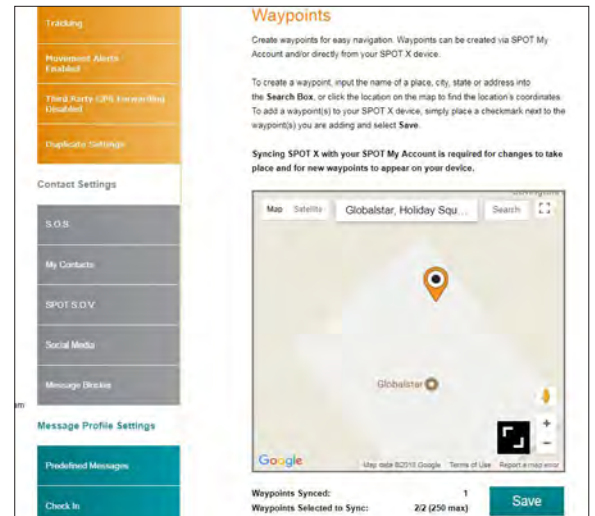 Tracking
Movement Alerts
Enabled
Third Party GPS Forwarding
Disabled
Duplicate Settings
Contact Settings
S.O.S.
My Contacts
SPOT S.O.V.
Social Media
Message Blocker
am
Message Profile Settings
Predefined Messages
Check In
Waypoints
Create waypoints for easy navigation. Waypoints can be created via SPOT My
Account and/or directly from your SPOT X device.
To create a waypoint, input the name of a place, city, state or address into
the Search Box, or click the location on the map to find the location's coordinates.
To add a waypoint(s) to your SPOT X device, simply place a checkmark next to the
waypoint(s) you are adding and select Save.
Syncing SPOT X with your SPOT My Account is required for changes to take
place and for new waypoints to appear on your device.
Map Satellite Globalstar, Holiday Squ... Search
Globalstar
Google Map data ©2018 Google Terms of Use Report a map error
Waypoints Synced: 1
Waypoints Selected to Sync: 2/2 (250 max)
Save